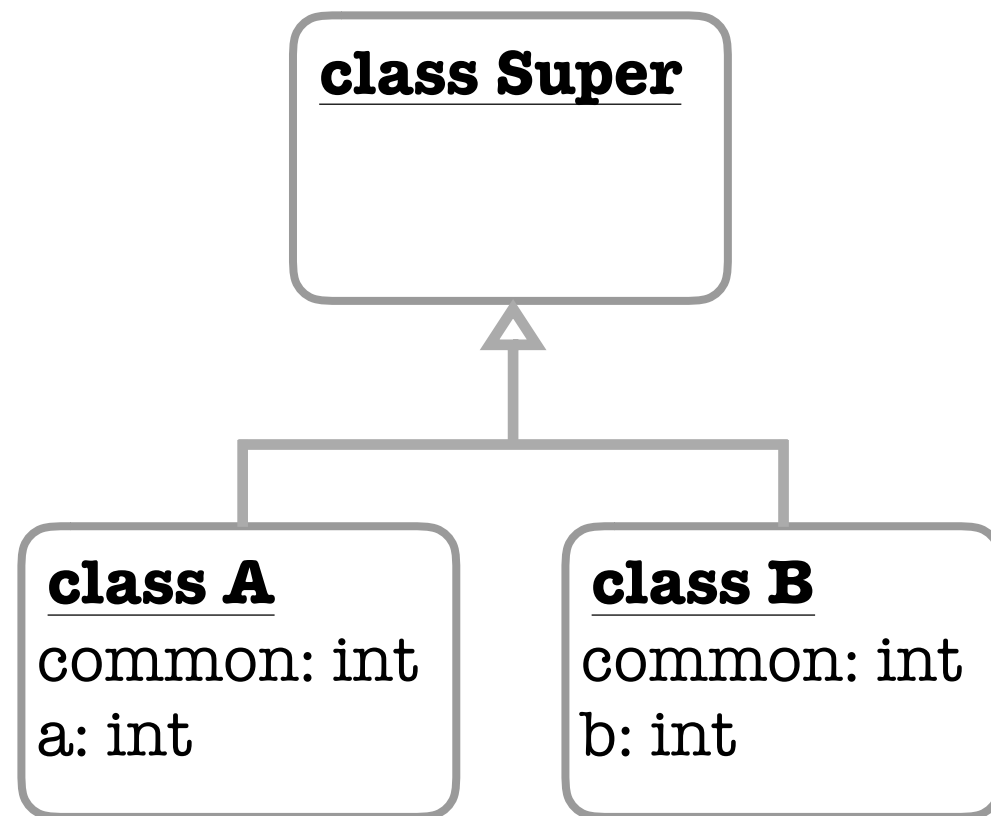 class Super
class A
common: int
a: int
class B
common: int
b: int